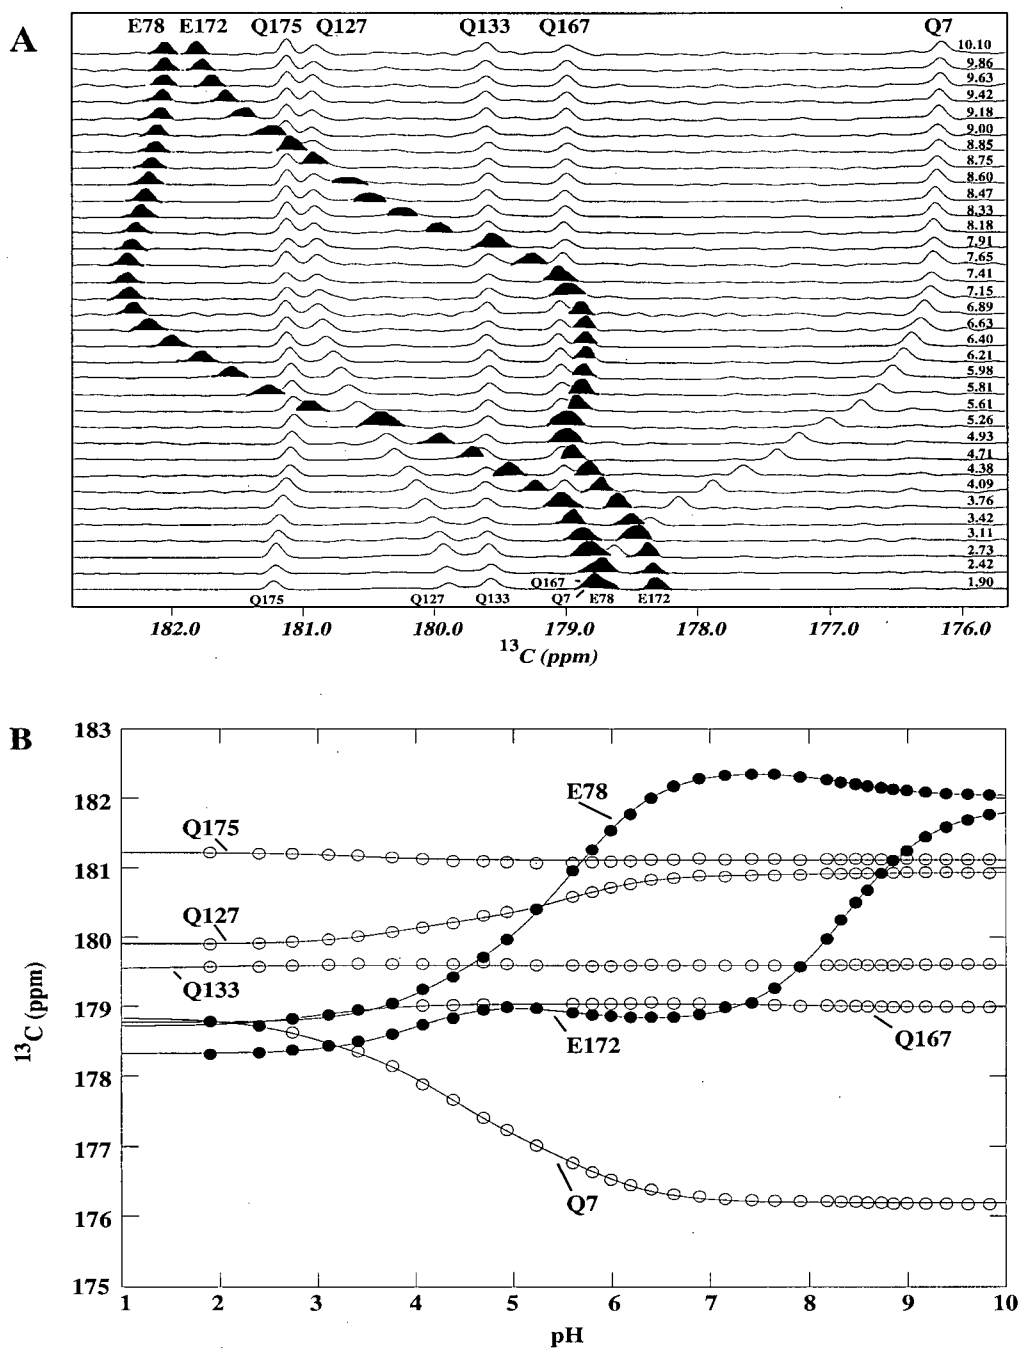 A
E78 E172 Q175 Q127 Q133 Q167 Q7
10.10
9.86
9.63
9.42
9.18
9.00
8.85
8.75
8.60
8.47
8.33
8.18
7.91
7.65
7.41
7.15
6.89
6.63
6.40
6.21
5.98
5.81
5.61
5.26
4.93
4.71
4.38
4.09
3.76
3.42
3.11
2.73
2.42
1.90
Q167
Q175 Q127 Q133 Q7 E78 E172
182.0 181.0 180.0 179.0 178.0 177.0 176.0
13C (ppm)
B
183
182
181
180
179
178
177
176
175
13C (ppm)
E78
Q175
Q127
Q133
E172
Q167
Q7
1 2 3 4 5 6 7 8 9 10
pH